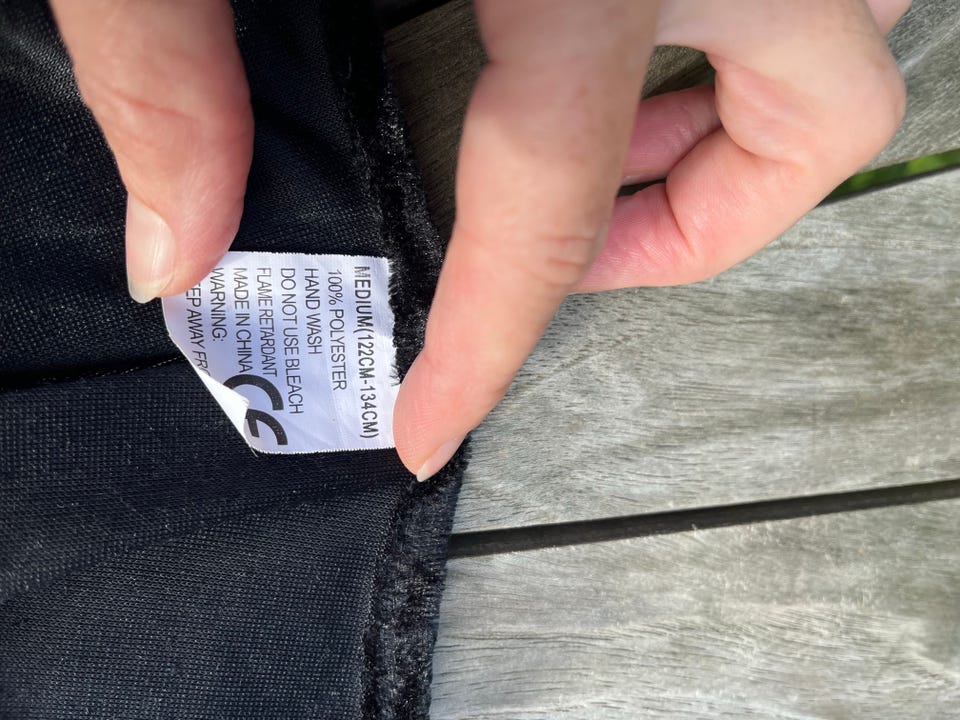 MEDIUM(122CM-134CM)
100% POLYESTER
HAND WASH
DO NOT USE BLEACH
FLAME RETARDANT
MADE IN CHINA
CE
WARNING:
AWAY